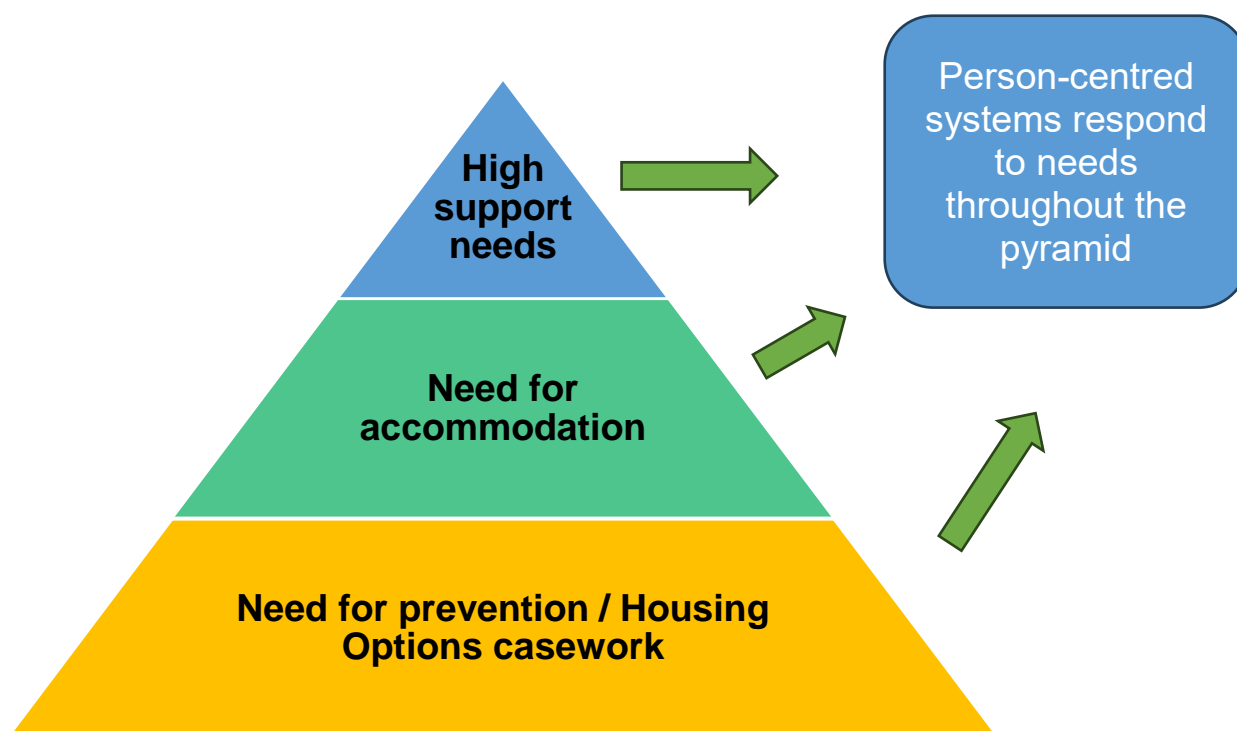 Person-centred
systems respond
to needs
throughout the
pyramid
High
support
needs
Need for
accommodation
Need for prevention / Housing
Options casework